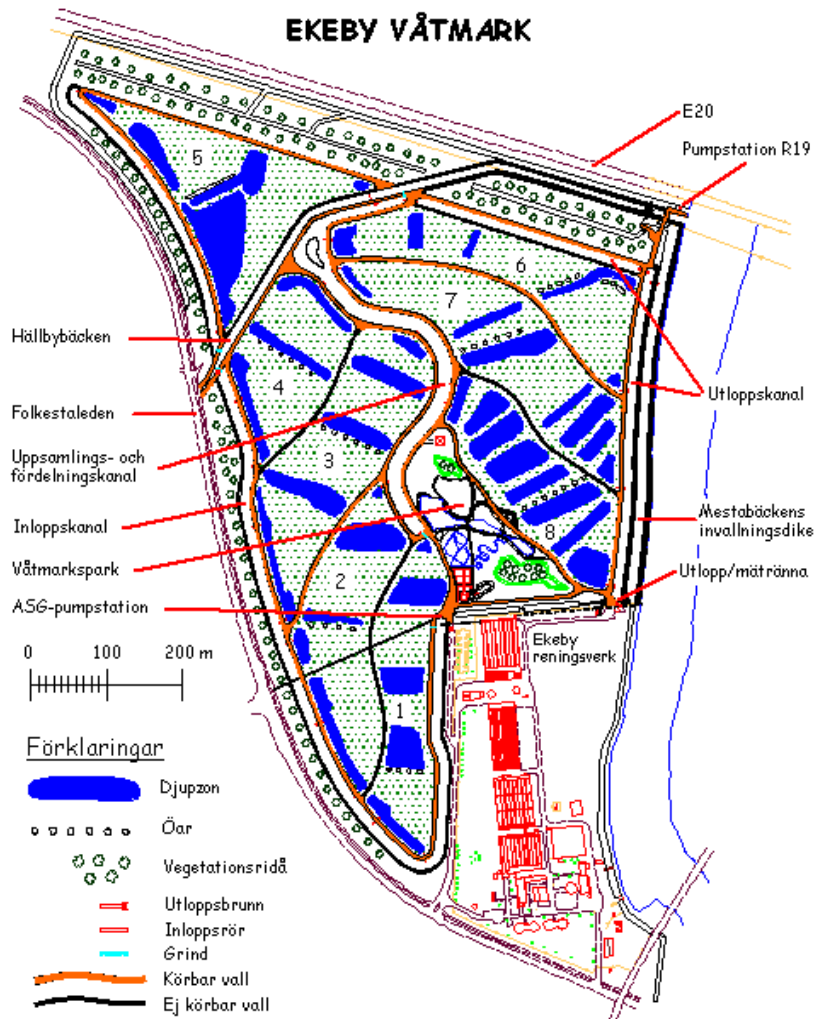 EKEBY VÅTMARK
E20
Pumpstation R19
5
6
7
Hällbybäcken
4
Folkestaleden
Utloppskanal
Uppsamlings- och
fördelningskanal
3
Inloppskanal
Mestabäckens
invallningsdike
8
Våtmarkspark
2
Utlopp/mätränna
ASG-pumpstation
Ekeby
reningsverk
0 100 200 m
1
Förklaringar
Djupzon
Öar
Vegetationsridå
Utloppsbrunn
Inloppsrör
Grind
Körbar vall
Ej körbar vall